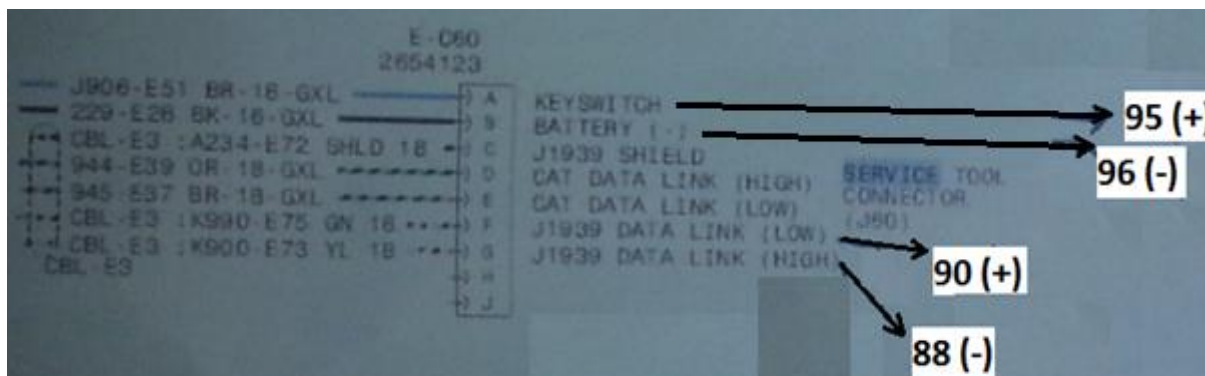 E-C60
2654123
J906-E51 BR-16-GXL A KEYSWITCH 95 (+)
229-E26 BK-16-GXL B BATTERY (-) 96 (-)
CBL-E3 :A234-E72 SHLD 18 C J1939 SHIELD
944-E39 OR-18-GXL D CAT DATA LINK (HIGH) SERVICE TOOL
945-E37 BR-18-GXL E CAT DATA LINK (LOW) CONNECTOR
CBL-E3 :K990-E75 GN 18 F J1939 DATA LINK (LOW) (J60)
CBL-E3 :K900-E73 YL 18 G J1939 DATA LINK (HIGH) 90 (+)
CBL E3 H
J
88 (-)